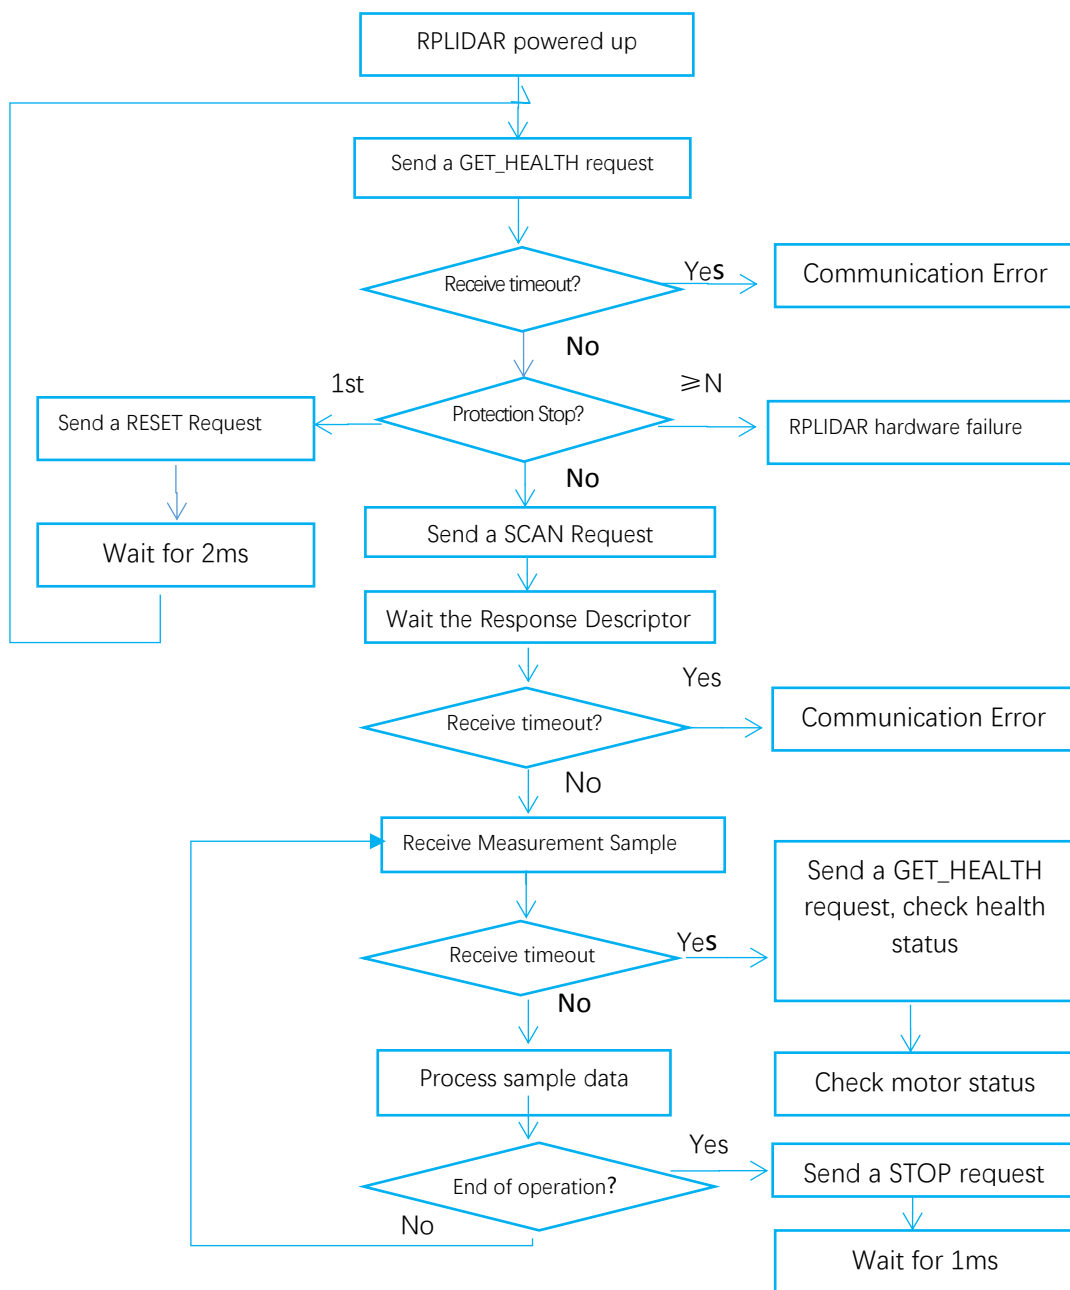 RPLIDAR powered up
Send a GET_HEALTH request
Receive timeout?
Yes
Communication Error
No
1st
≥N
Send a RESET Request
Protection Stop?
RPLIDAR hardware failure
No
Send a SCAN Request
Wait for 2ms
Wait the Response Descriptor
Yes
Receive timeout?
Communication Error
No
Receive Measurement Sample
Send a GET_HEALTH
request, check health
status
Receive timeout
Yes
No
Process sample data
Check motor status
Yes
End of operation?
Send a STOP request
No
Wait for 1ms